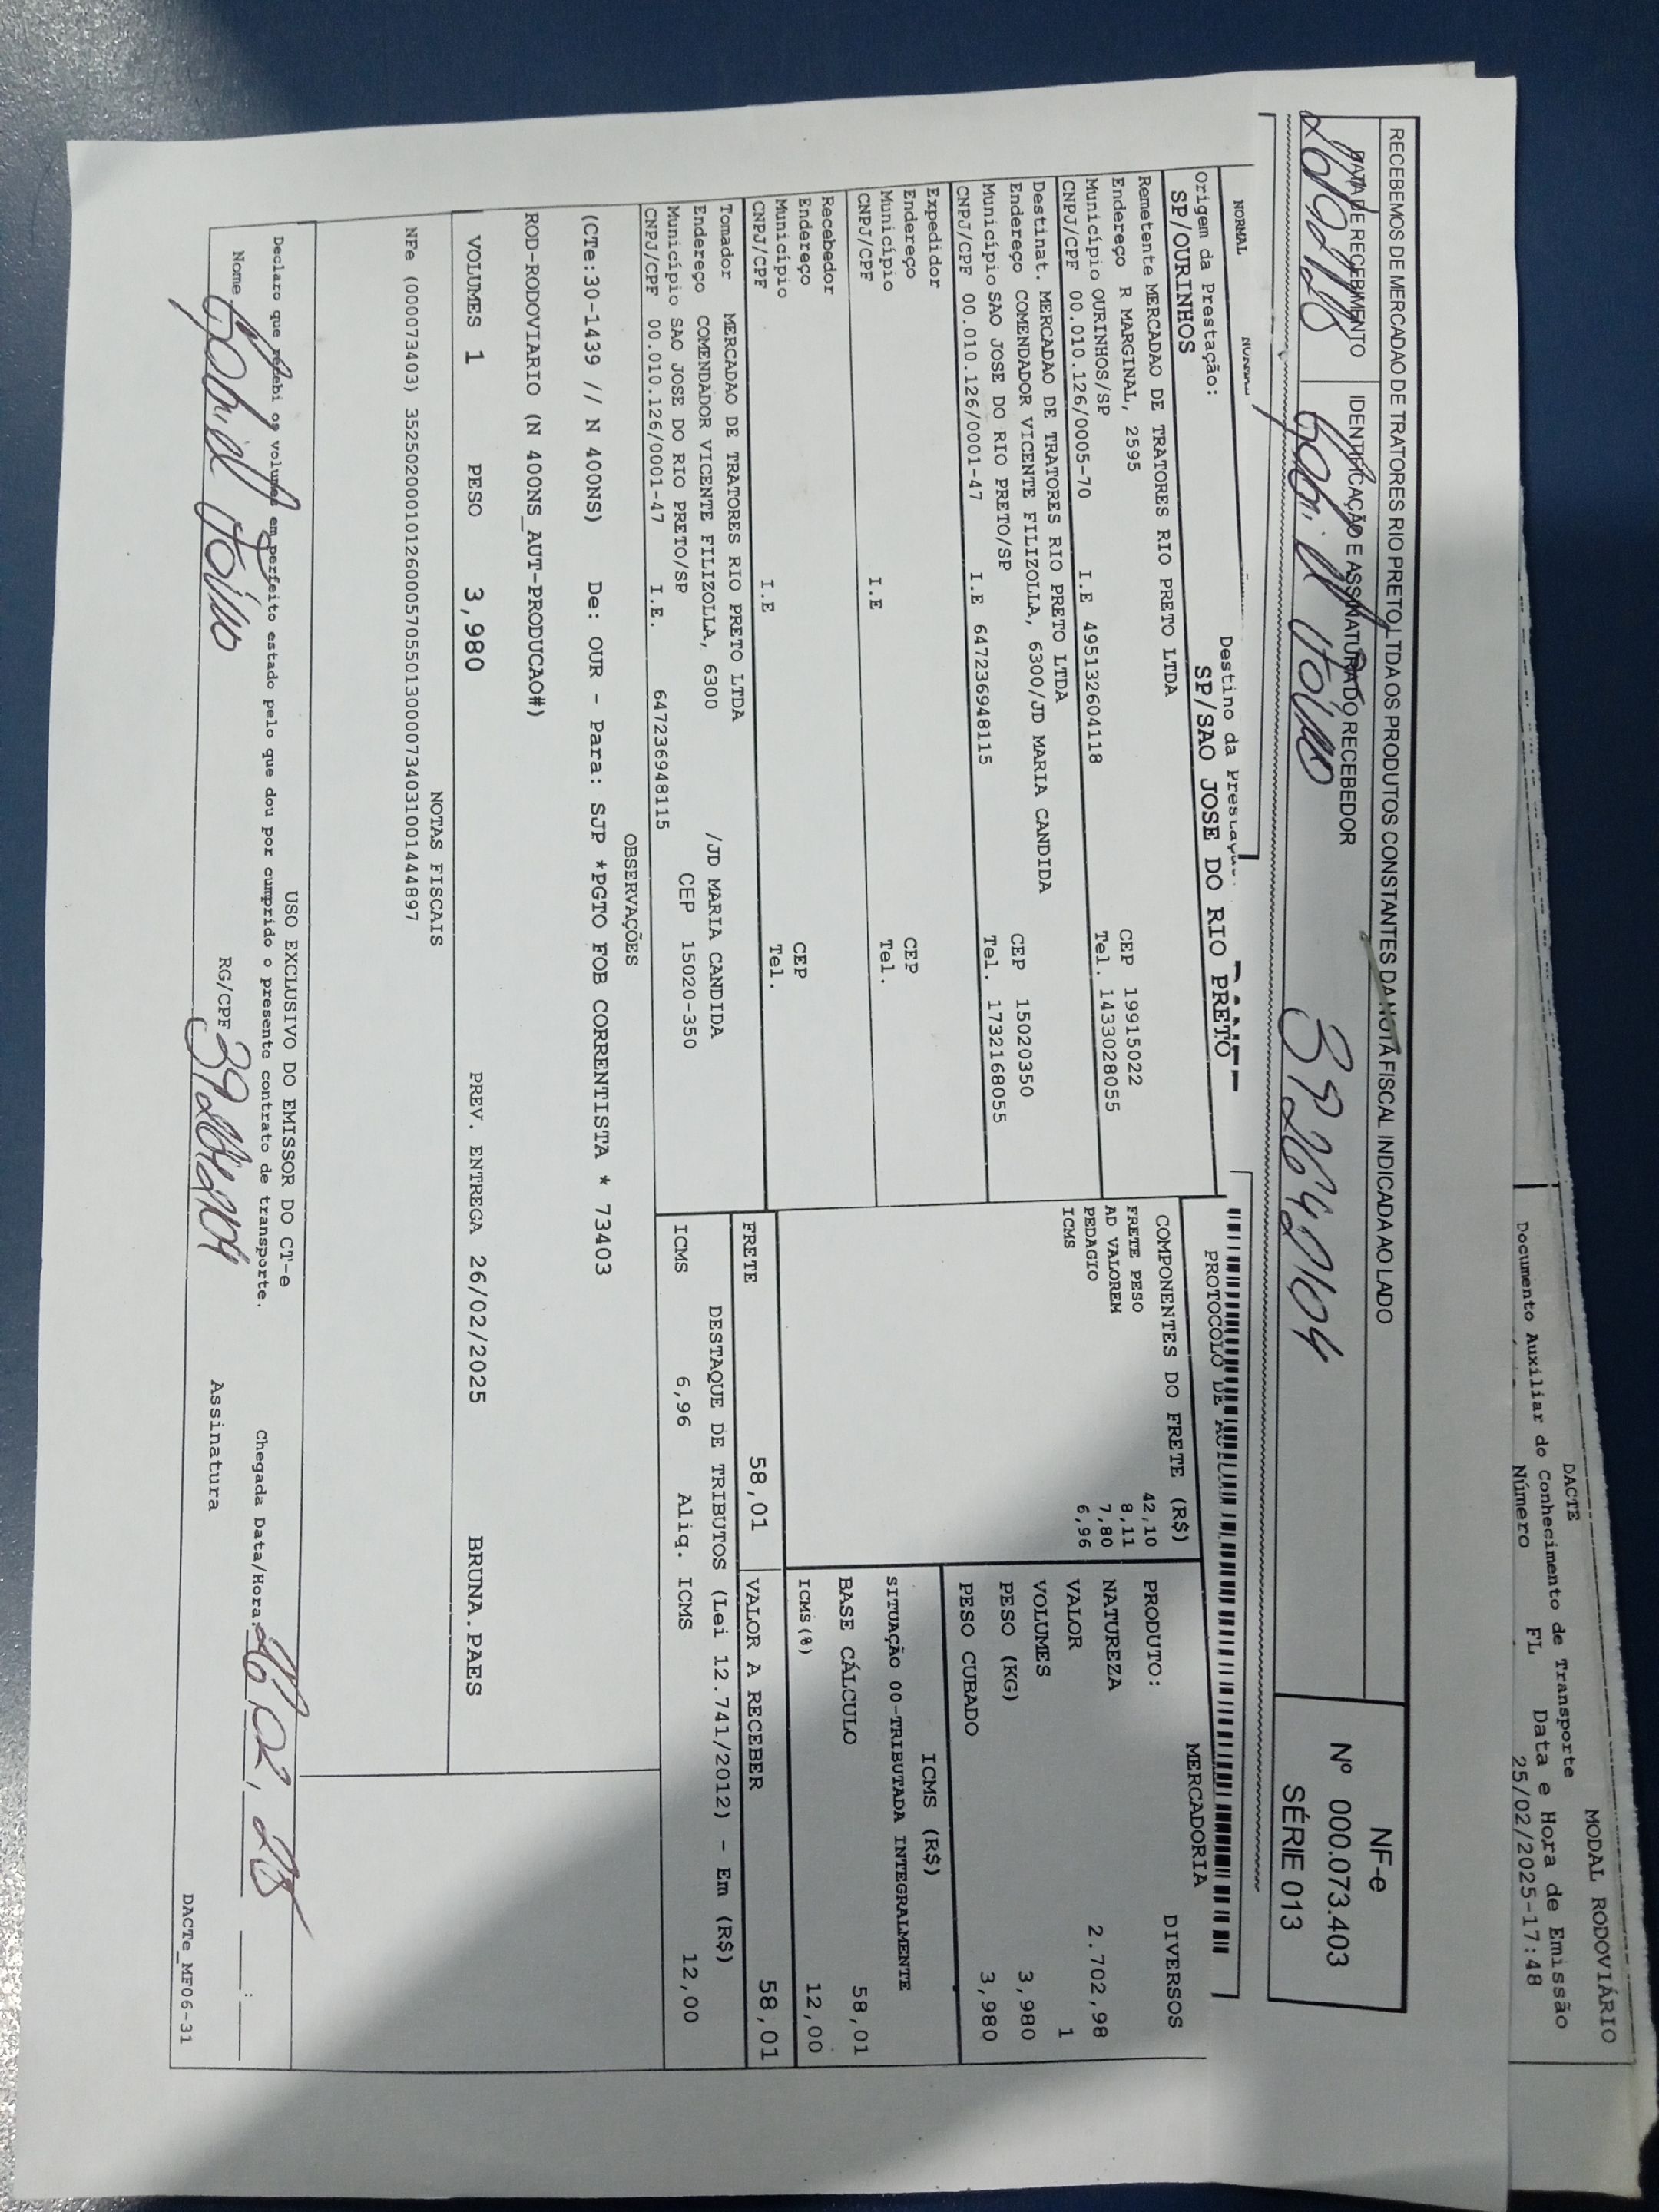 MODAL RODOVIÁRIO
DACTE
Documento Auxiliar do Conhecimento de Transporte
Número FL Data e Hora de Emissão
25/02/2025-17:48
RECEBEMOS DE MERCADAO DE TRATORES RIO PRETO LTDA OS PRODUTOS CONSTANTES DA NOTA FISCAL INDICADA AO LADO
DATA DE RECEBIMENTO
IDENTIFICAÇÃO E ASSINATURA DO RECEBEDOR
NF-e
Nº 000.073.403
SÉRIE 013
NORMAL
Origem da Prestação:
SP/OURINHOS
Destino da Prestação:
SP/SAO JOSE DO RIO PRETO
PROTOCOLO DE
Remetente MERCADAO DE TRATORES RIO PRETO LTDA
Endereço R MARGINAL, 2595 CEP 19915022
Município OURINHOS/SP Tel. 1433028055
CNPJ/CPF 00.010.126/0005-70 I.E 495132604118
Destinat. MERCADAO DE TRATORES RIO PRETO LTDA
Endereço COMENDADOR VICENTE FILIZOLLA, 6300/JD MARIA CANDIDA
CEP 15020350
Município SAO JOSE DO RIO PRETO/SP Tel. 1732168055
CNPJ/CPF 00.010.126/0001-47 I.E 647236948115
Expedidor
Endereço CEP
Município Tel.
CNPJ/CPF I.E
Recebedor
Endereço CEP
Município Tel.
CNPJ/CPF I.E
Tomador MERCADAO DE TRATORES RIO PRETO LTDA
Endereço COMENDADOR VICENTE FILIZOLLA, 6300 /JD MARIA CANDIDA
Município SAO JOSE DO RIO PRETO/SP CEP 15020-350
CNPJ/CPF 00.010.126/0001-47 I.E. 647236948115
COMPONENTES DO FRETE (R$)
FRETE PESO 42,10
AD VALOREM 8,11
PEDAGIO 7,80
ICMS 6,96
MERCADORIA
PRODUTO: DIVERSOS
NATUREZA
VALOR 2.702,98
VOLUMES 1
PESO (KG) 3,980
PESO CUBADO 3,980
ICMS (R$)
SITUAÇÃO 00-TRIBUTADA INTEGRALMENTE
BASE CÁLCULO 58,01
ICMS(%) 12,00
FRETE 58,01
VALOR A RECEBER 58,01
DESTAQUE DE TRIBUTOS (Lei 12.741/2012) - Em (R$)
ICMS 6,96 Aliq. ICMS 12,00
OBSERVAÇÕES
(CTe:30-1439 // N 400NS) De: OUR - Para: SJP *PGTO FOB CORRENTISTA * 73403
ROD-RODOVIARIO (N 400NS_AUT-PRODUCAO#)
VOLUMES 1 PESO 3,980 PREV. ENTREGA 26/02/2025 BRUNA.PAES
NOTAS FISCAIS
NFe (000073403) 35250200010126000570550130000734031001444897
USO EXCLUSIVO DO EMISSOR DO CT-e
Declaro que recebi os volumes em perfeito estado pelo que dou por cumprido o presente contrato de transporte.
Chegada Data/Hora: 26/02/25
Nome RG/CPF Assinatura
DACTe_MF06-31